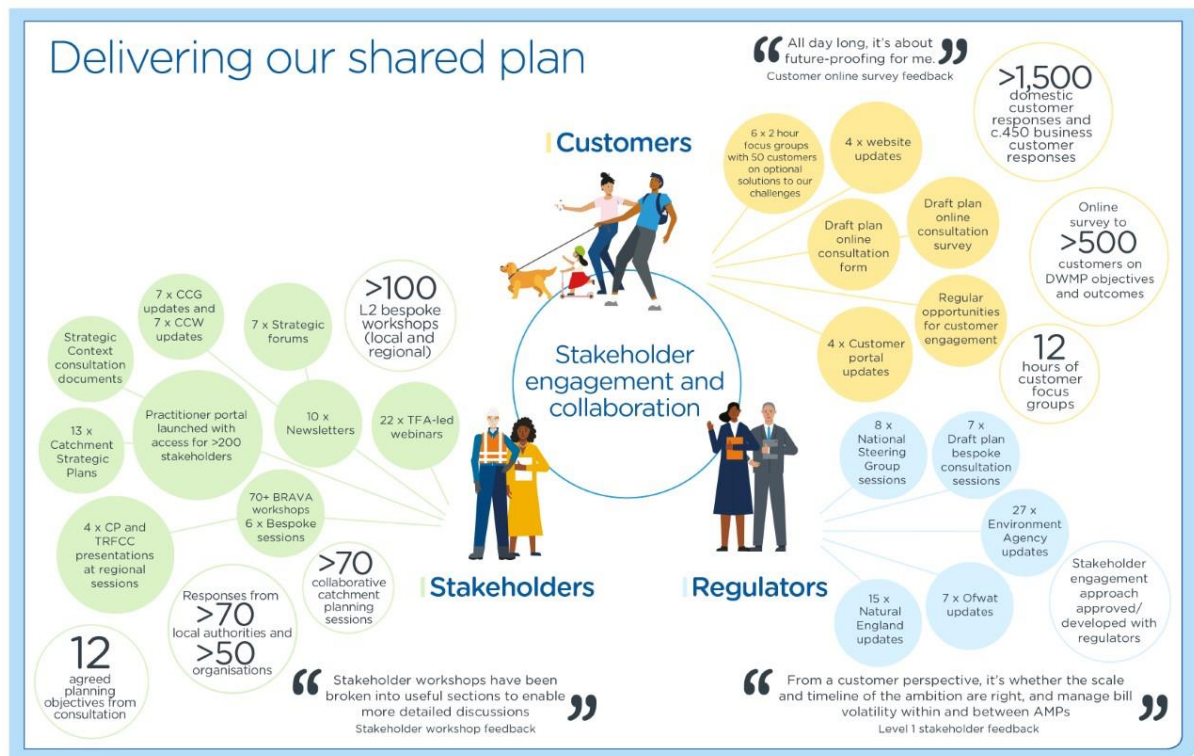 Delivering our shared plan
“ All day long, it’s about
future-proofing for me. ”
Customer online survey feedback
>1,500
domestic
customer
responses and
c.450 business
customer
responses
Customers
6 x 2 hour
focus groups
with 50 customers
on optional
solutions to our
challenges
4 x website
updates
Draft plan
online
consultation
form
Draft plan
online
consultation
survey
Online
survey to
>500
customers on
DWMP objectives
and outcomes
Regular
opportunities
for customer
engagement
4 x Customer
portal
updates
12
hours of
customer
focus
groups
Stakeholder
engagement and
collaboration
7 x CCG
updates and
7 x CCW
updates
7 x Strategic
forums
>100
L2 bespoke
workshops
(local and
regional)
Strategic
Context
consultation
documents
Practitioner portal
launched with
access for >200
stakeholders
10 x
Newsletters
22 x TFA-led
webinars
13 x
Catchment
Strategic
Plans
70+ BRAVA
workshops
6 x Bespoke
sessions
4 x CP and
TRFCC
presentations
at regional
sessions
>70
collaborative
catchment
planning
sessions
Responses from
>70
local authorities and
>50
organisations
12
agreed
planning
objectives from
consultation
Stakeholders
“ Stakeholder workshops have been
broken into useful sections to enable
more detailed discussions ”
Stakeholder workshop feedback
Regulators
8 x
National
Steering
Group
sessions
7 x
Draft plan
bespoke
consultation
sessions
27 x
Environment
Agency
updates
15 x
Natural
England
updates
7 x Ofwat
updates
Stakeholder
engagement
approach
approved/
developed with
regulators
“ From a customer perspective, it’s whether the scale
and timeline of the ambition are right, and manage bill
volatility within and between AMPs ”
Level 1 stakeholder feedback